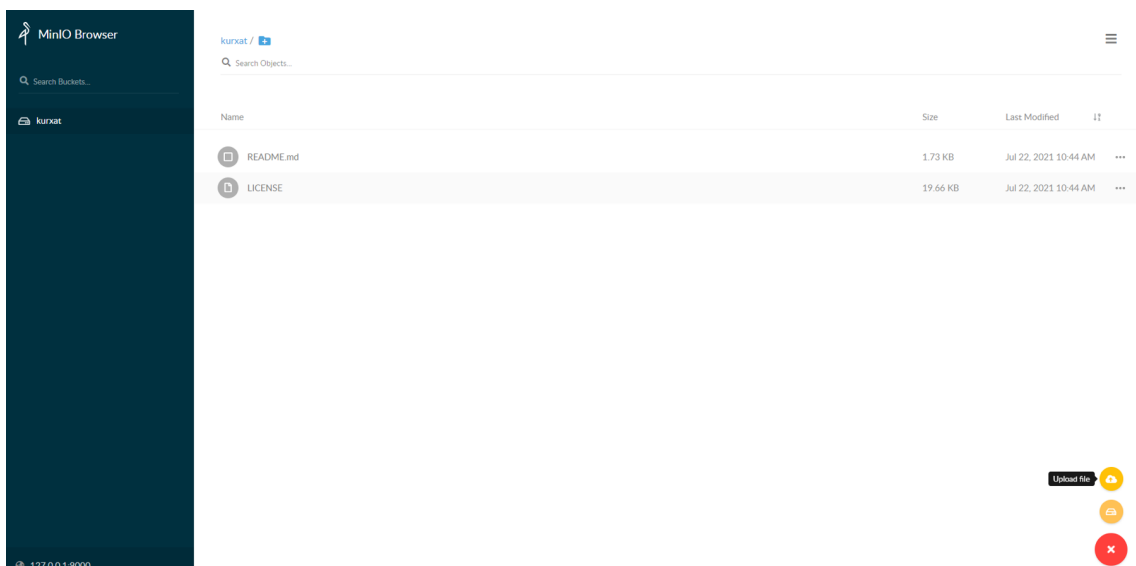 MinIO Browser
Search Buckets...
kurxat
kurxat /
Search Objects...
Name Size Last Modified
README.md 1.73 KB Jul 22, 2021 10:44 AM
LICENSE 19.66 KB Jul 22, 2021 10:44 AM
Upload file
127.0.0.1:9000